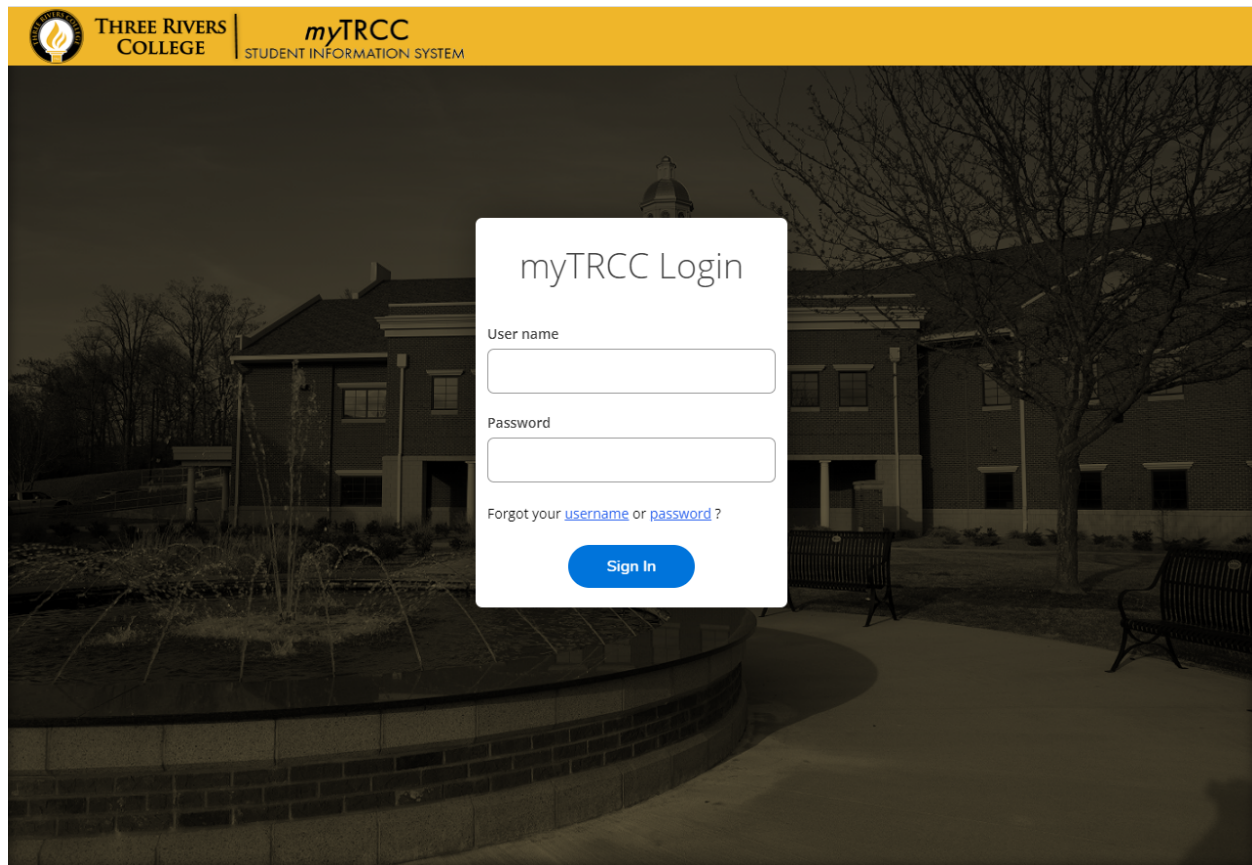 THREE RIVERS
COLLEGE
myTRCC
STUDENT INFORMATION SYSTEM
myTRCC Login
User name
Password
Forgot your username or password ?
Sign In